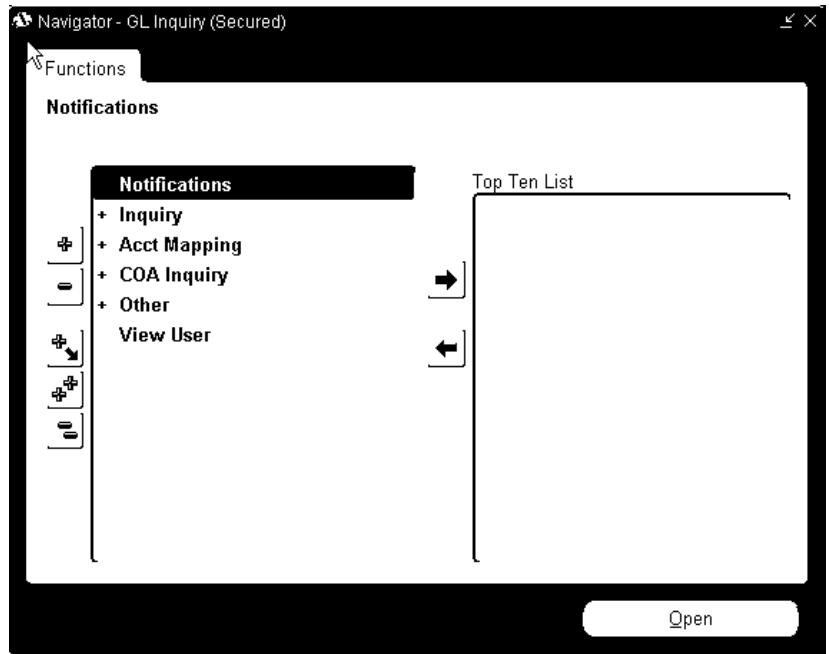 Navigator - GL Inquiry (Secured)
Functions
Notifications
Notifications
+ Inquiry
+ Acct Mapping
+ COA Inquiry
+ Other
View User
Top Ten List
Open